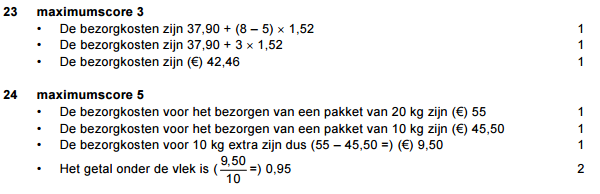 23 maximumscore 3
• De bezorgkosten zijn 37,90 + (8 – 5) × 1,52 1
• De bezorgkosten zijn 37,90 + 3 × 1,52 1
• De bezorgkosten zijn (€) 42,46 1
24 maximumscore 5
• De bezorgkosten voor het bezorgen van een pakket van 20 kg zijn (€) 55 1
• De bezorgkosten voor het bezorgen van een pakket van 10 kg zijn (€) 45,50 1
• De bezorgkosten voor 10 kg extra zijn dus (55 – 45,50 =) (€) 9,50 1
• Het getal onder de vlek is (9,50/10 =) 0,95 2